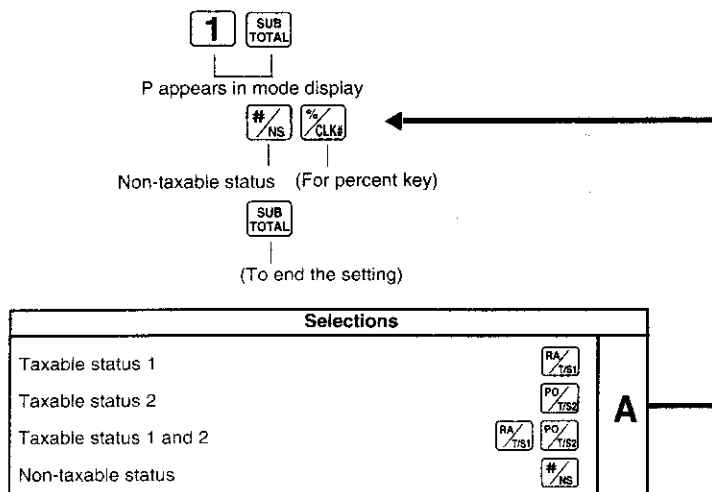 1 SUB TOTAL
P appears in mode display
#/NS %/CLK#
Non-taxable status (For percent key)
SUB TOTAL
(To end the setting)
Selections
Taxable status 1 RA/T/S1
Taxable status 2 PO/T/S2
Taxable status 1 and 2 RA/T/S1 PO/T/S2
Non-taxable status #/NS
A